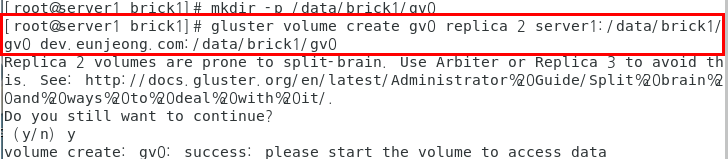 [root@server1 brick1]# mkdir -p /data/brick1/gv0
[root@server1 brick1]# gluster volume create gv0 replica 2 server1:/data/brick1/
gv0 dev.eunjeong.com:/data/brick1/gv0
Replica 2 volumes are prone to split-brain. Use Arbiter or Replica 3 to avoid th
is. See: http://docs.gluster.org/en/latest/Administrator%20Guide/Split%20brain%2
0and%20ways%20to%20deal%20with%20it/.
Do you still want to continue?
(y/n) y
volume create: gv0: success: please start the volume to access data